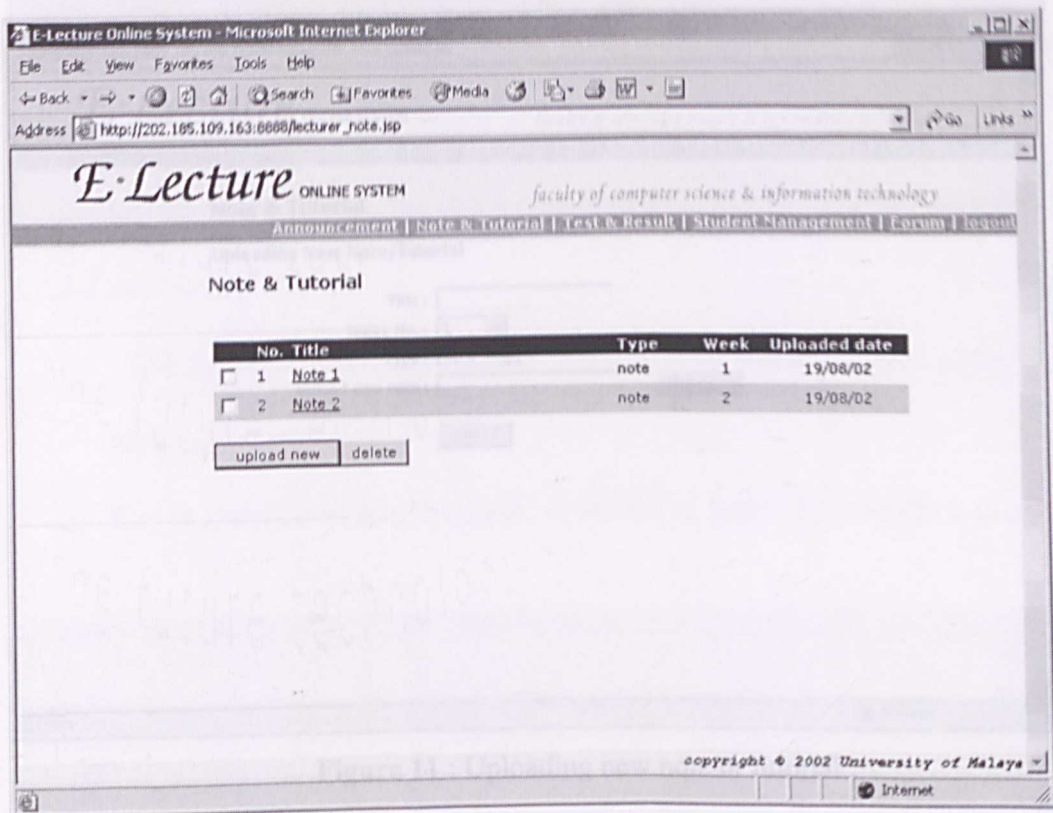 E-Lecture Online System - Microsoft Internet Explorer
File Edit View Favorites Tools Help
Back Search Favorites Media
Address http://202.185.109.163:8888/lecturer_note.jsp Go Links »
E-Lecture ONLINE SYSTEM faculty of computer science & information technology
Announcement | Note & Tutorial | Test & Result | Student Management | Forum | logout
Note & Tutorial
No. Title Type Week Uploaded date
1 Note 1 note 1 19/08/02
2 Note 2 note 2 19/08/02
upload new delete
Figure 11 : Uploading new
copyright © 2002 University of Malaya
Internet